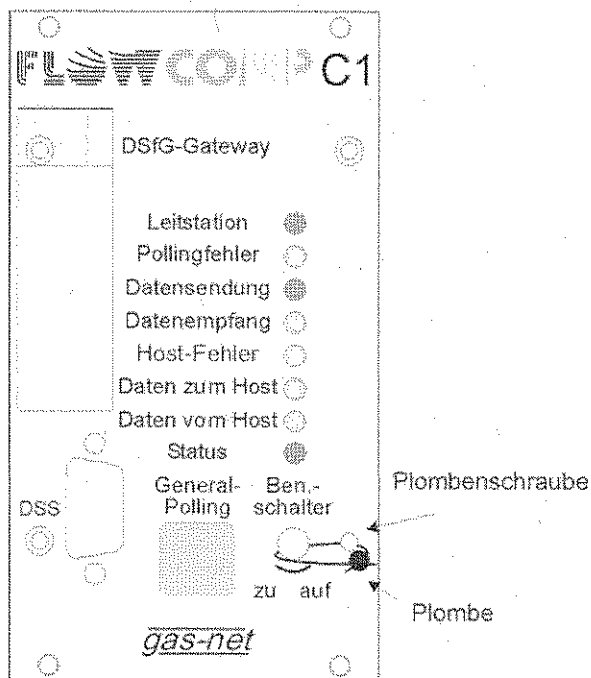 FLOWCOMP C1
DSfG-Gateway
Leitstation
Pollingfehler
Datensendung
Datenempfang
Host-Fehler
Daten zum Host
Daten vom Host
Status
General-
Polling
Ben.-
schalter
DSS
zu auf
gas-net
Plombenschraube
Plombe